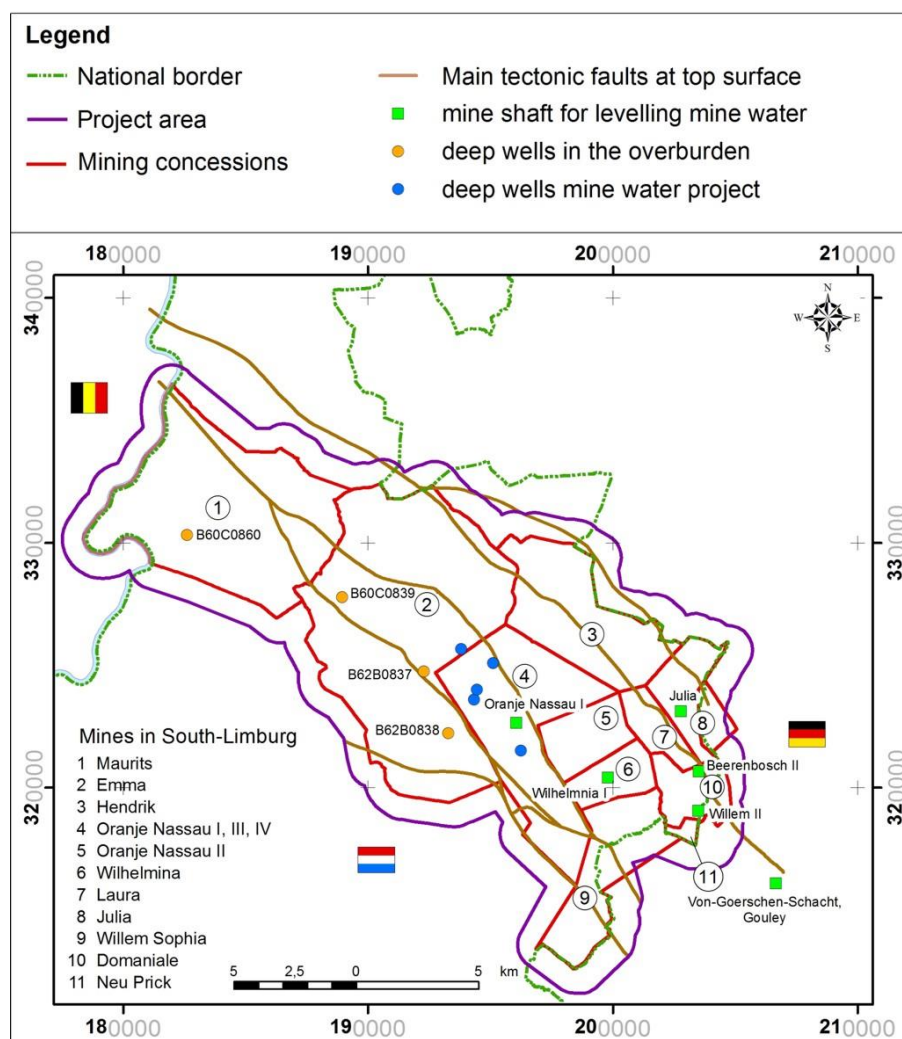 Legend
National border
Project area
Mining concessions
Main tectonic faults at top surface
mine shaft for levelling mine water
deep wells in the overburden
deep wells mine water project
180000 190000 200000 210000
340000 340000
N
W E
S
1
B60C0860
330000 330000
B60C0839
2
3
B62B0837
4
Oranje Nassau I
Julia
5
8
B62B0838
7
Mines in South-Limburg
1 Maurits
2 Emma
3 Hendrik
4 Oranje Nassau I, III, IV
5 Oranje Nassau II
6 Wilhelmina
7 Laura
8 Julia
9 Willem Sophia
10 Domaniale
11 Neu Prick
6
Beerenbosch II
Wilhelmnia I
10
320000 320000
Willem II
11
9
Von-Goerschen-Schacht,
Gouley
5 2,5 0 5 km
180000 190000 200000 210000